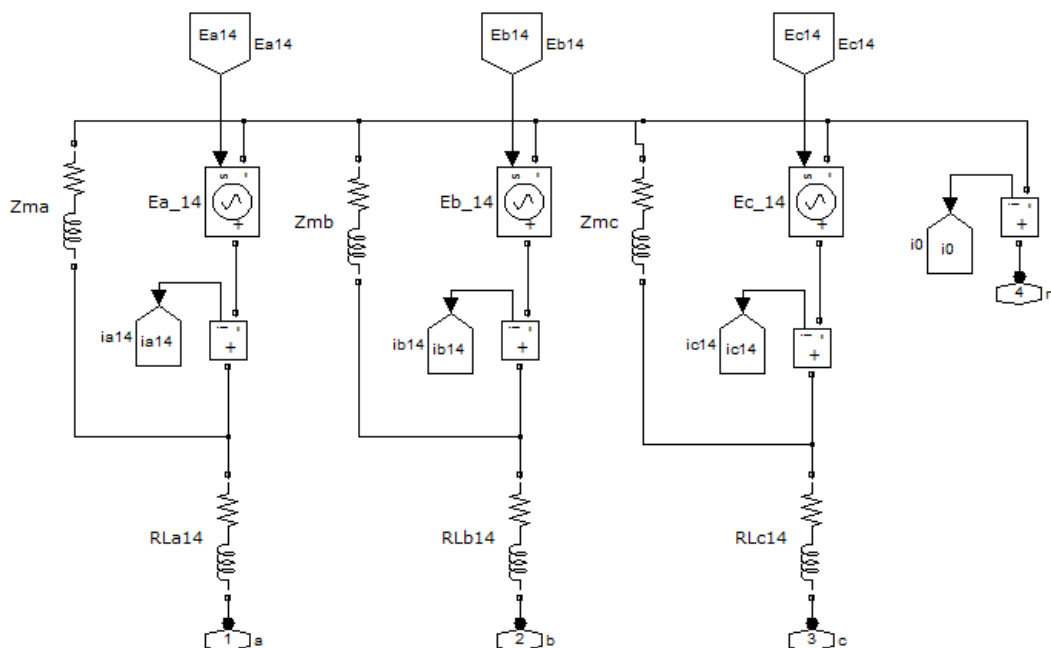 Ea14 Ea14
Eb14 Eb14
Ec14 Ec14
Zma
s -
Ea_14
+
Zmb
s -
Eb_14
+
Zmc
s -
Ec_14
+
i -
+
i0 i0
4 n
ia14 ia14
i -
+
ib14 ib14
i -
+
ic14 ic14
i -
+
RLa14
RLb14
RLc14
1 a
2 b
3 c